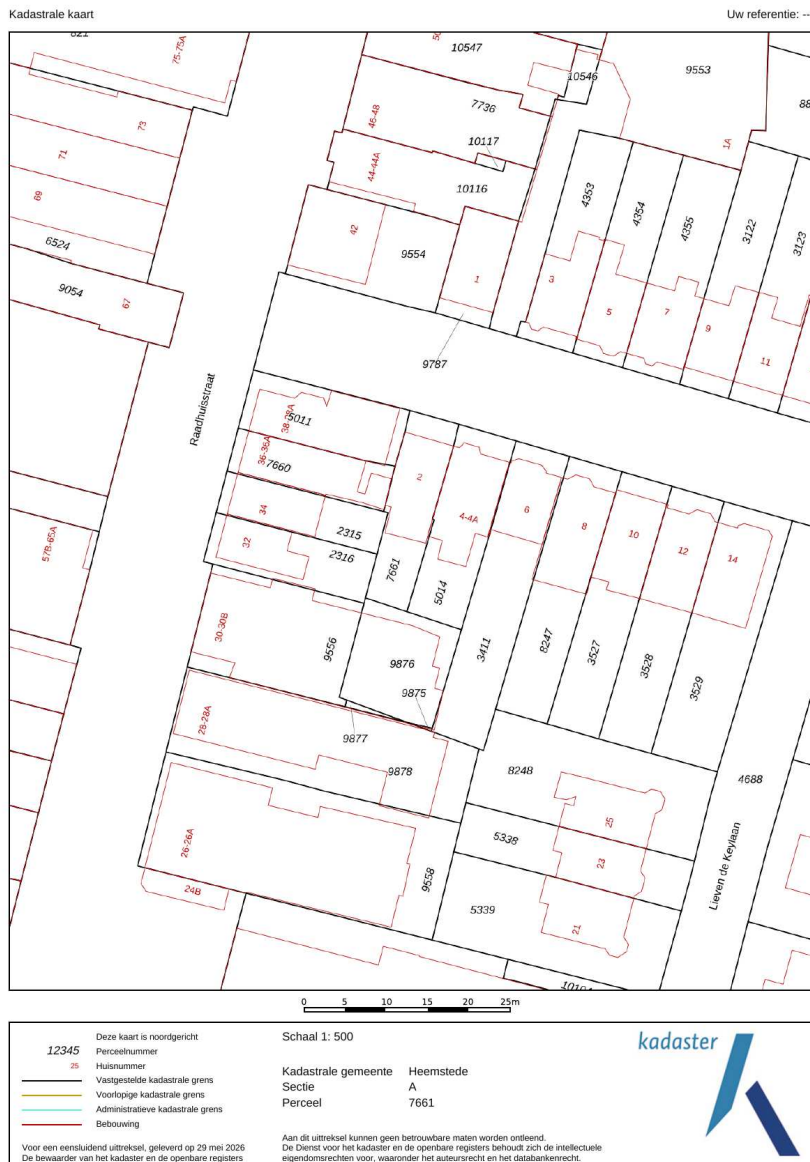 Kadastrale kaart
Uw referentie: --
75-75A
10547
10546
9553
7736
46-48
73
10117
1A
71
44-44A
10116
69
4353
4354
4355
3122
3123
42
6524
9554
1
3
9054
67
5
7
9
11
9787
Raadhuisstraat
5011
36-36A
7660
2
34
4-4A
6
8
10
12
14
57B-65A
32
2315
2316
7661
5014
30-30B
9556
9876
3411
8247
3527
3528
3529
9875
28-28A
9877
9878
8248
4688
25
26-26A
5338
23
Lieven de Keylaan
24B
9558
5339
21
0 5 10 15 20 25m
Deze kaart is noordgericht
12345 Perceelnummer
25 Huisnummer
Vastgestelde kadastrale grens
Voorlopige kadastrale grens
Administratieve kadastrale grens
Bebouwing
Voor een eensluidend uittreksel, geleverd op 29 mei 2026
De bewaarder van het kadaster en de openbare registers
Schaal 1: 500
Kadastrale gemeente Heemstede
Sectie A
Perceel 7661
Aan dit uittreksel kunnen geen betrouwbare maten worden ontleend.
De Dienst voor het kadaster en de openbare registers behoudt zich de intellectuele
eigendomsrechten voor, waaronder het auteursrecht en het databankenrecht.
kadaster